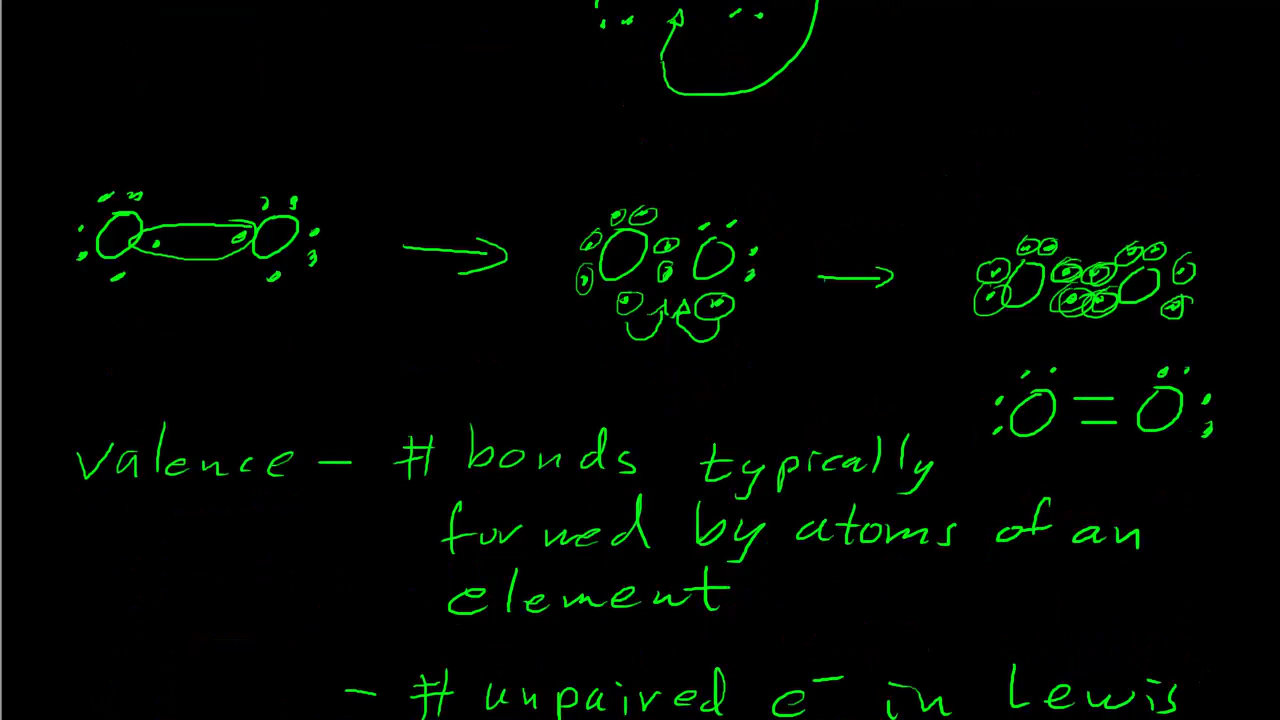 O O → O O → O O
:Ö = Ö:
valence – # bonds typically
formed by atoms of an
element
– # unpaired e⁻ in Lewis